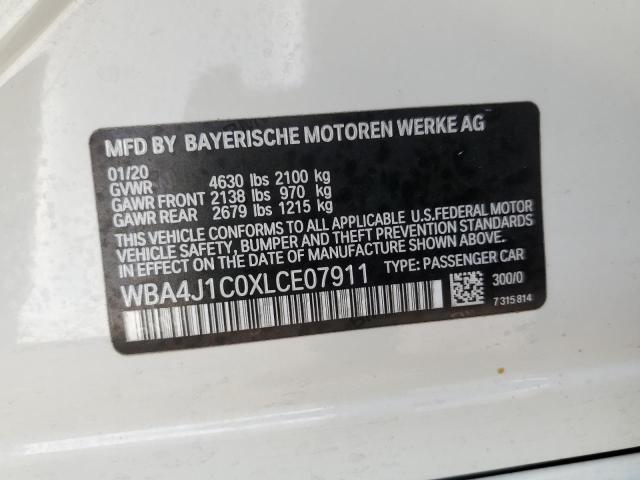 MFD BY BAYERISCHE MOTOREN WERKE AG
01/20
GVWR 4630 lbs 2100 kg
GAWR FRONT 2138 lbs 970 kg
GAWR REAR 2679 lbs 1215 kg
THIS VEHICLE CONFORMS TO ALL APPLICABLE U.S.FEDERAL MOTOR
VEHICLE SAFETY, BUMPER AND THEFT PREVENTION STANDARDS
IN EFFECT ON THE DATE OF MANUFACTURE SHOWN ABOVE.
WBA4J1C0XLCE07911 TYPE: PASSENGER CAR
300/0
7 315 814